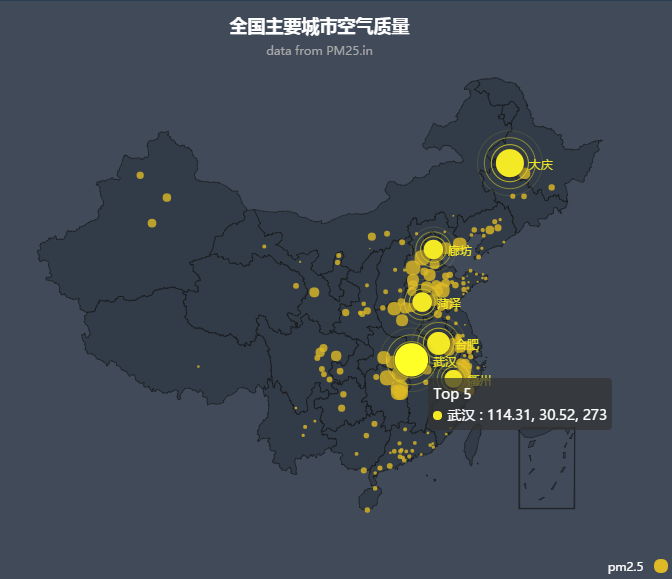 全国主要城市空气质量
data from PM25.in
大庆
廊坊
菏泽
合肥
武汉
Top 5
武汉 : 114.31, 30.52, 273
pm2.5